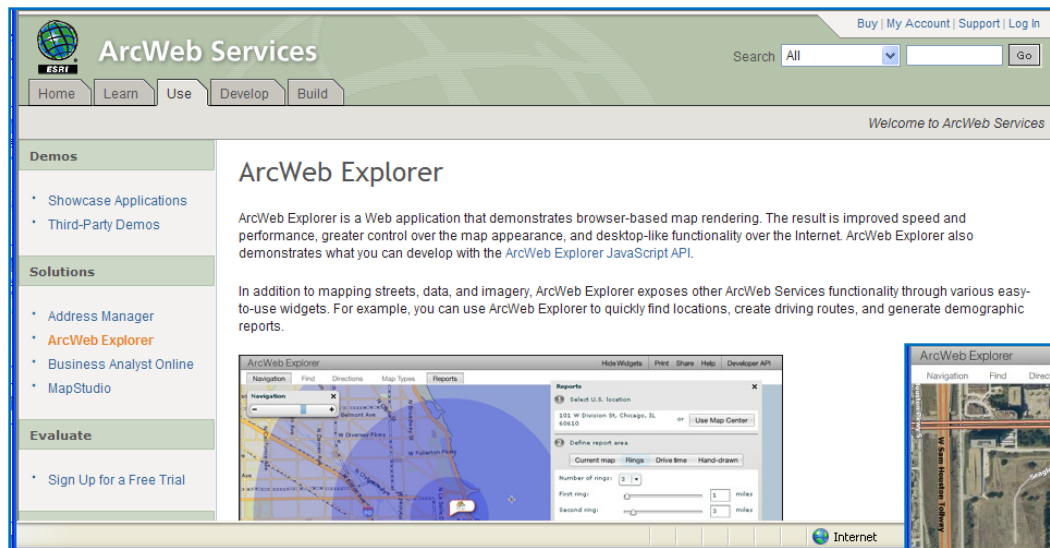 Buy | My Account | Support | Log In
ESRI
ArcWeb Services
Search All Go
Home Learn Use Develop Build
Welcome to ArcWeb Services
Demos
Showcase Applications
Third-Party Demos
Solutions
Address Manager
ArcWeb Explorer
Business Analyst Online
MapStudio
Evaluate
Sign Up for a Free Trial
ArcWeb Explorer
ArcWeb Explorer is a Web application that demonstrates browser-based map rendering. The result is improved speed and
performance, greater control over the map appearance, and desktop-like functionality over the Internet. ArcWeb Explorer also
demonstrates what you can develop with the ArcWeb Explorer JavaScript API.
In addition to mapping streets, data, and imagery, ArcWeb Explorer exposes other ArcWeb Services functionality through various easy-
to-use widgets. For example, you can use ArcWeb Explorer to quickly find locations, create driving routes, and generate demographic
reports.
ArcWeb Explorer Hide Widgets Print Share Help Developer API
Navigation Find Directions Map Types Reports
Navigation x
- +
Belmont Ave
W Diversey Pkwy
W Fullerton Pkwy
Reports x
1 Select U.S. location
101 W Division St, Chicago, IL
60610
or Use Map Center
2 Define report area
Current map Rings Drive time Hand-drawn
Number of rings: 3
First ring: 1 miles
Second ring: 3 miles
Internet
ArcWeb Explorer
Navigation Find Direc
W Sam Houston Tollway